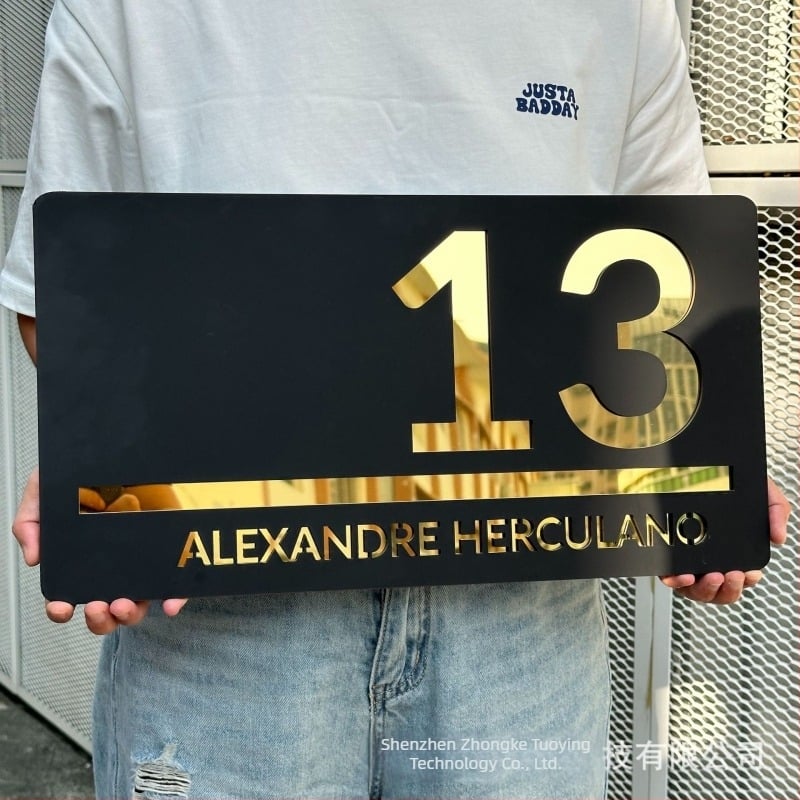 JUSTA
BADDAY
13
ALEXANDRE HERCULANO
Shenzhen Zhongke Tuoying
Technology Co., Ltd.
技有限公司